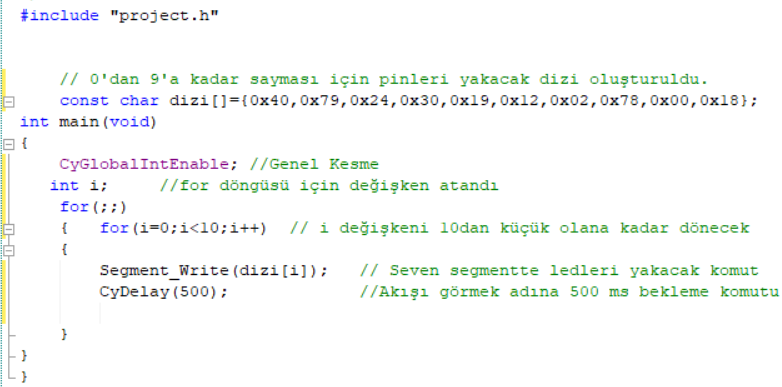 #include "project.h"
// 0'dan 9'a kadar sayması için pinleri yakacak dizi oluşturuldu.
const char dizi[]={0x40,0x79,0x24,0x30,0x19,0x12,0x02,0x78,0x00,0x18};
int main(void)
{
CyGlobalIntEnable; //Genel Kesme
int i; //for döngüsü için değişken atandı
for(;;)
{ for(i=0;i<10;i++) // i değişkeni 10dan küçük olana kadar dönecek
{
Segment_Write(dizi[i]); // Seven segmentte ledleri yakacak komut
CyDelay(500); //Akışı görmek adına 500 ms bekleme komutu
}
}
}